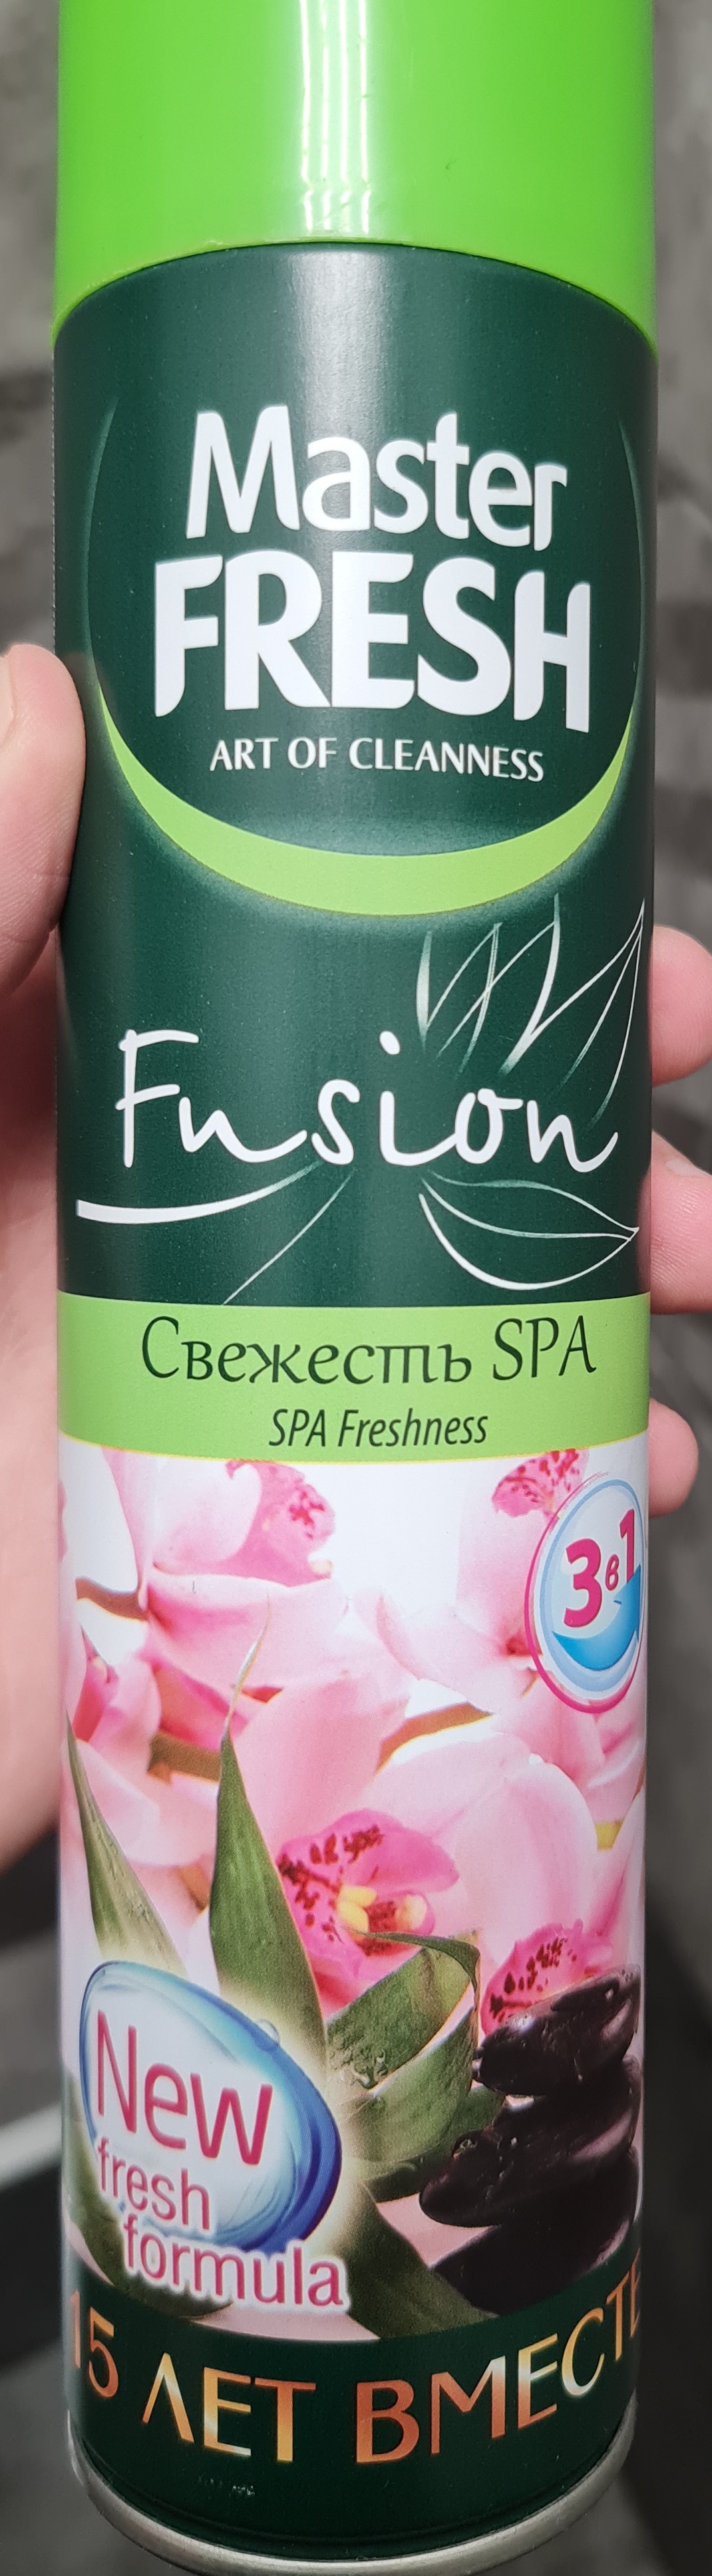 Master
FRESH
ART OF CLEANNESS
Fusion
Свежесть SPA
SPA Freshness
3в1
New
fresh
formula
15 ЛЕТ ВМЕСТЕ